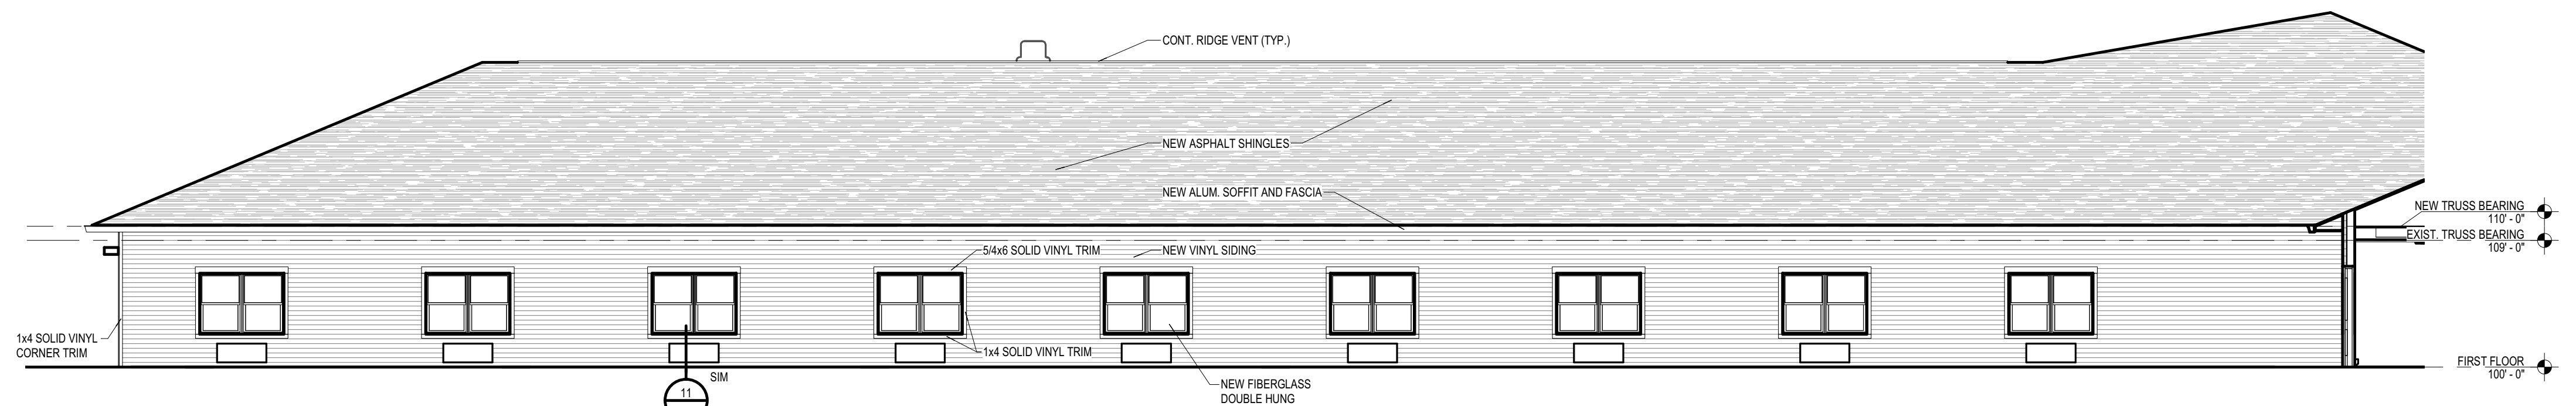 CONT. RIDGE VENT (TYP.)
NEW ASPHALT SHINGLES
NEW ALUM. SOFFIT AND FASCIA
NEW TRUSS BEARING
110' - 0"
EXIST. TRUSS BEARING
109' - 0"
5/4x6 SOLID VINYL TRIM
NEW VINYL SIDING
1x4 SOLID VINYL
CORNER TRIM
1x4 SOLID VINYL TRIM
FIRST FLOOR
100' - 0"
SIM
11
NEW FIBERGLASS
DOUBLE HUNG